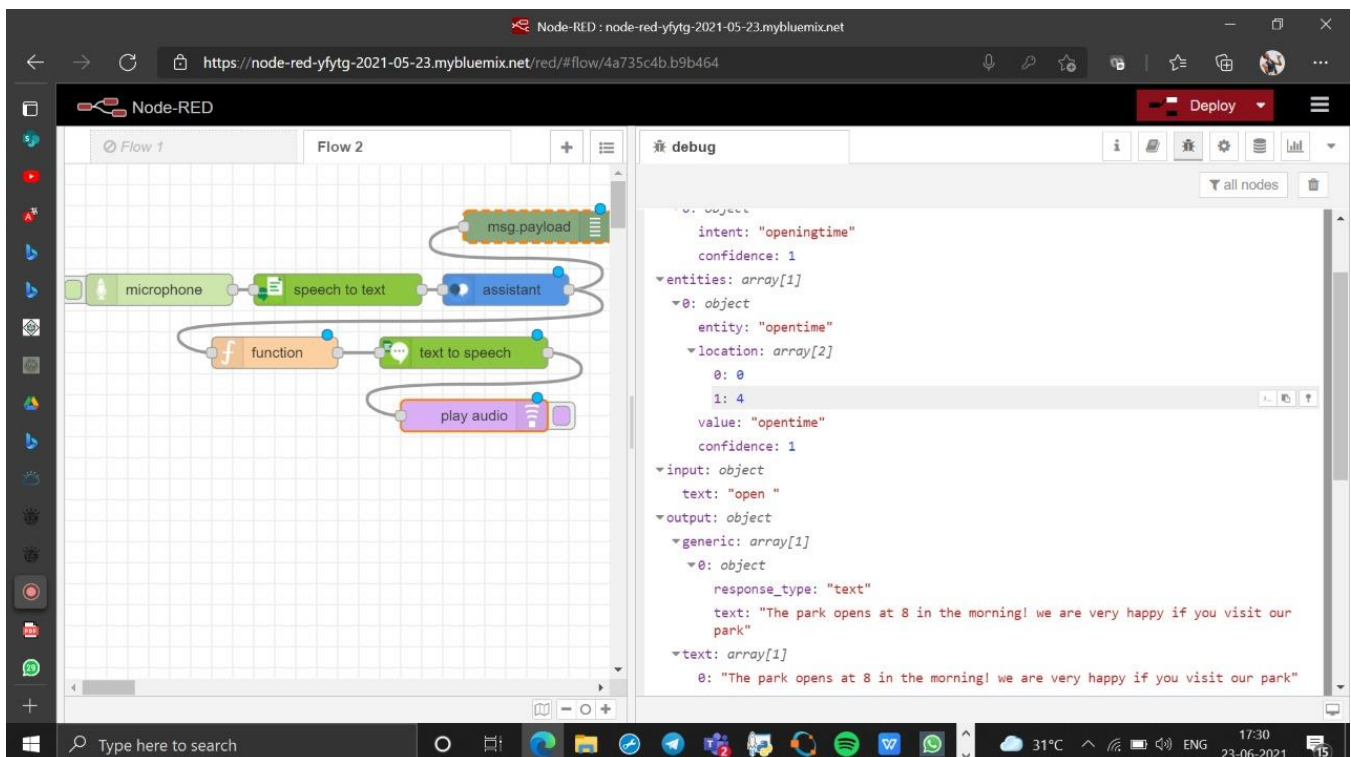 Node-RED : node-red-yfytg-2021-05-23.mybluemix.net
https://node-red-yfytg-2021-05-23.mybluemix.net/red/#flow/4a735c4b.b9b464
Node-RED
Deploy
Flow 1
Flow 2
debug
all nodes
msg.payload
microphone
speech to text
assistant
function
text to speech
play audio
0: object
intent: "openingtime"
confidence: 1
entities: array[1]
0: object
entity: "opentime"
location: array[2]
0: 0
1: 4
value: "opentime"
confidence: 1
input: object
text: "open "
output: object
generic: array[1]
0: object
response_type: "text"
text: "The park opens at 8 in the morning! we are very happy if you visit our
park"
text: array[1]
0: "The park opens at 8 in the morning! we are very happy if you visit our park"
Type here to search
31°C
ENG
17:30
23-06-2021
15